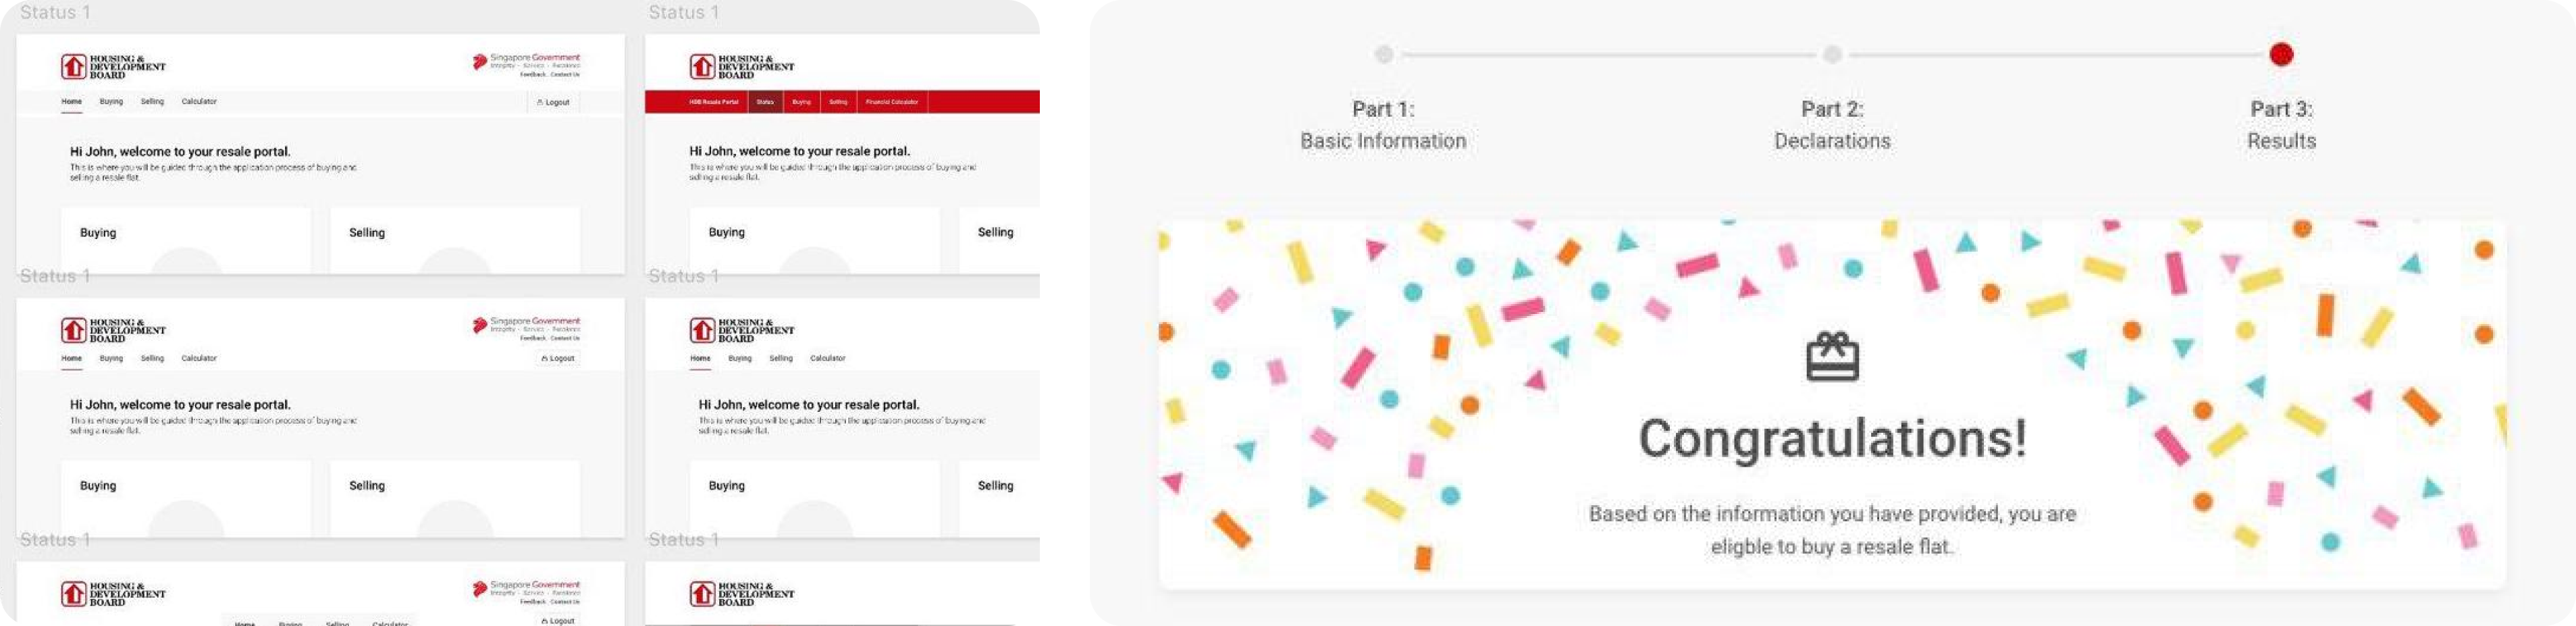 Status 1
HOUSING &
DEVELOPMENT
BOARD
Singapore Government
Integrity · Service · Excellence
Feedback Contact Us
Home Buying Selling Calculator Logout
Hi John, welcome to your resale portal.
This is where you will be guided through the application process of buying and
selling a resale flat.
Buying Selling
Status 1
HOUSING &
DEVELOPMENT
BOARD
HDB Resale Portal Status Buying Selling Financial Calculator
Hi John, welcome to your resale portal.
This is where you will be guided through the application process of buying and
selling a resale flat.
Buying Selling
Status 1
HOUSING &
DEVELOPMENT
BOARD
Singapore Government
Integrity · Service · Excellence
Feedback Contact Us
Home Buying Selling Calculator Logout
Hi John, welcome to your resale portal.
This is where you will be guided through the application process of buying and
selling a resale flat.
Buying Selling
Status 1
HOUSING &
DEVELOPMENT
BOARD
Home Buying Selling Calculator
Hi John, welcome to your resale portal.
This is where you will be guided through the application process of buying and
selling a resale flat.
Buying Selling
Status 1
HOUSING &
DEVELOPMENT
BOARD
Singapore Government
Integrity · Service · Excellence
Feedback Contact Us
Home Buying Selling Calculator Logout
Status 1
HOUSING &
DEVELOPMENT
BOARD
Part 1:
Basic Information
Part 2:
Declarations
Part 3:
Results
Congratulations!
Based on the information you have provided, you are
eligble to buy a resale flat.